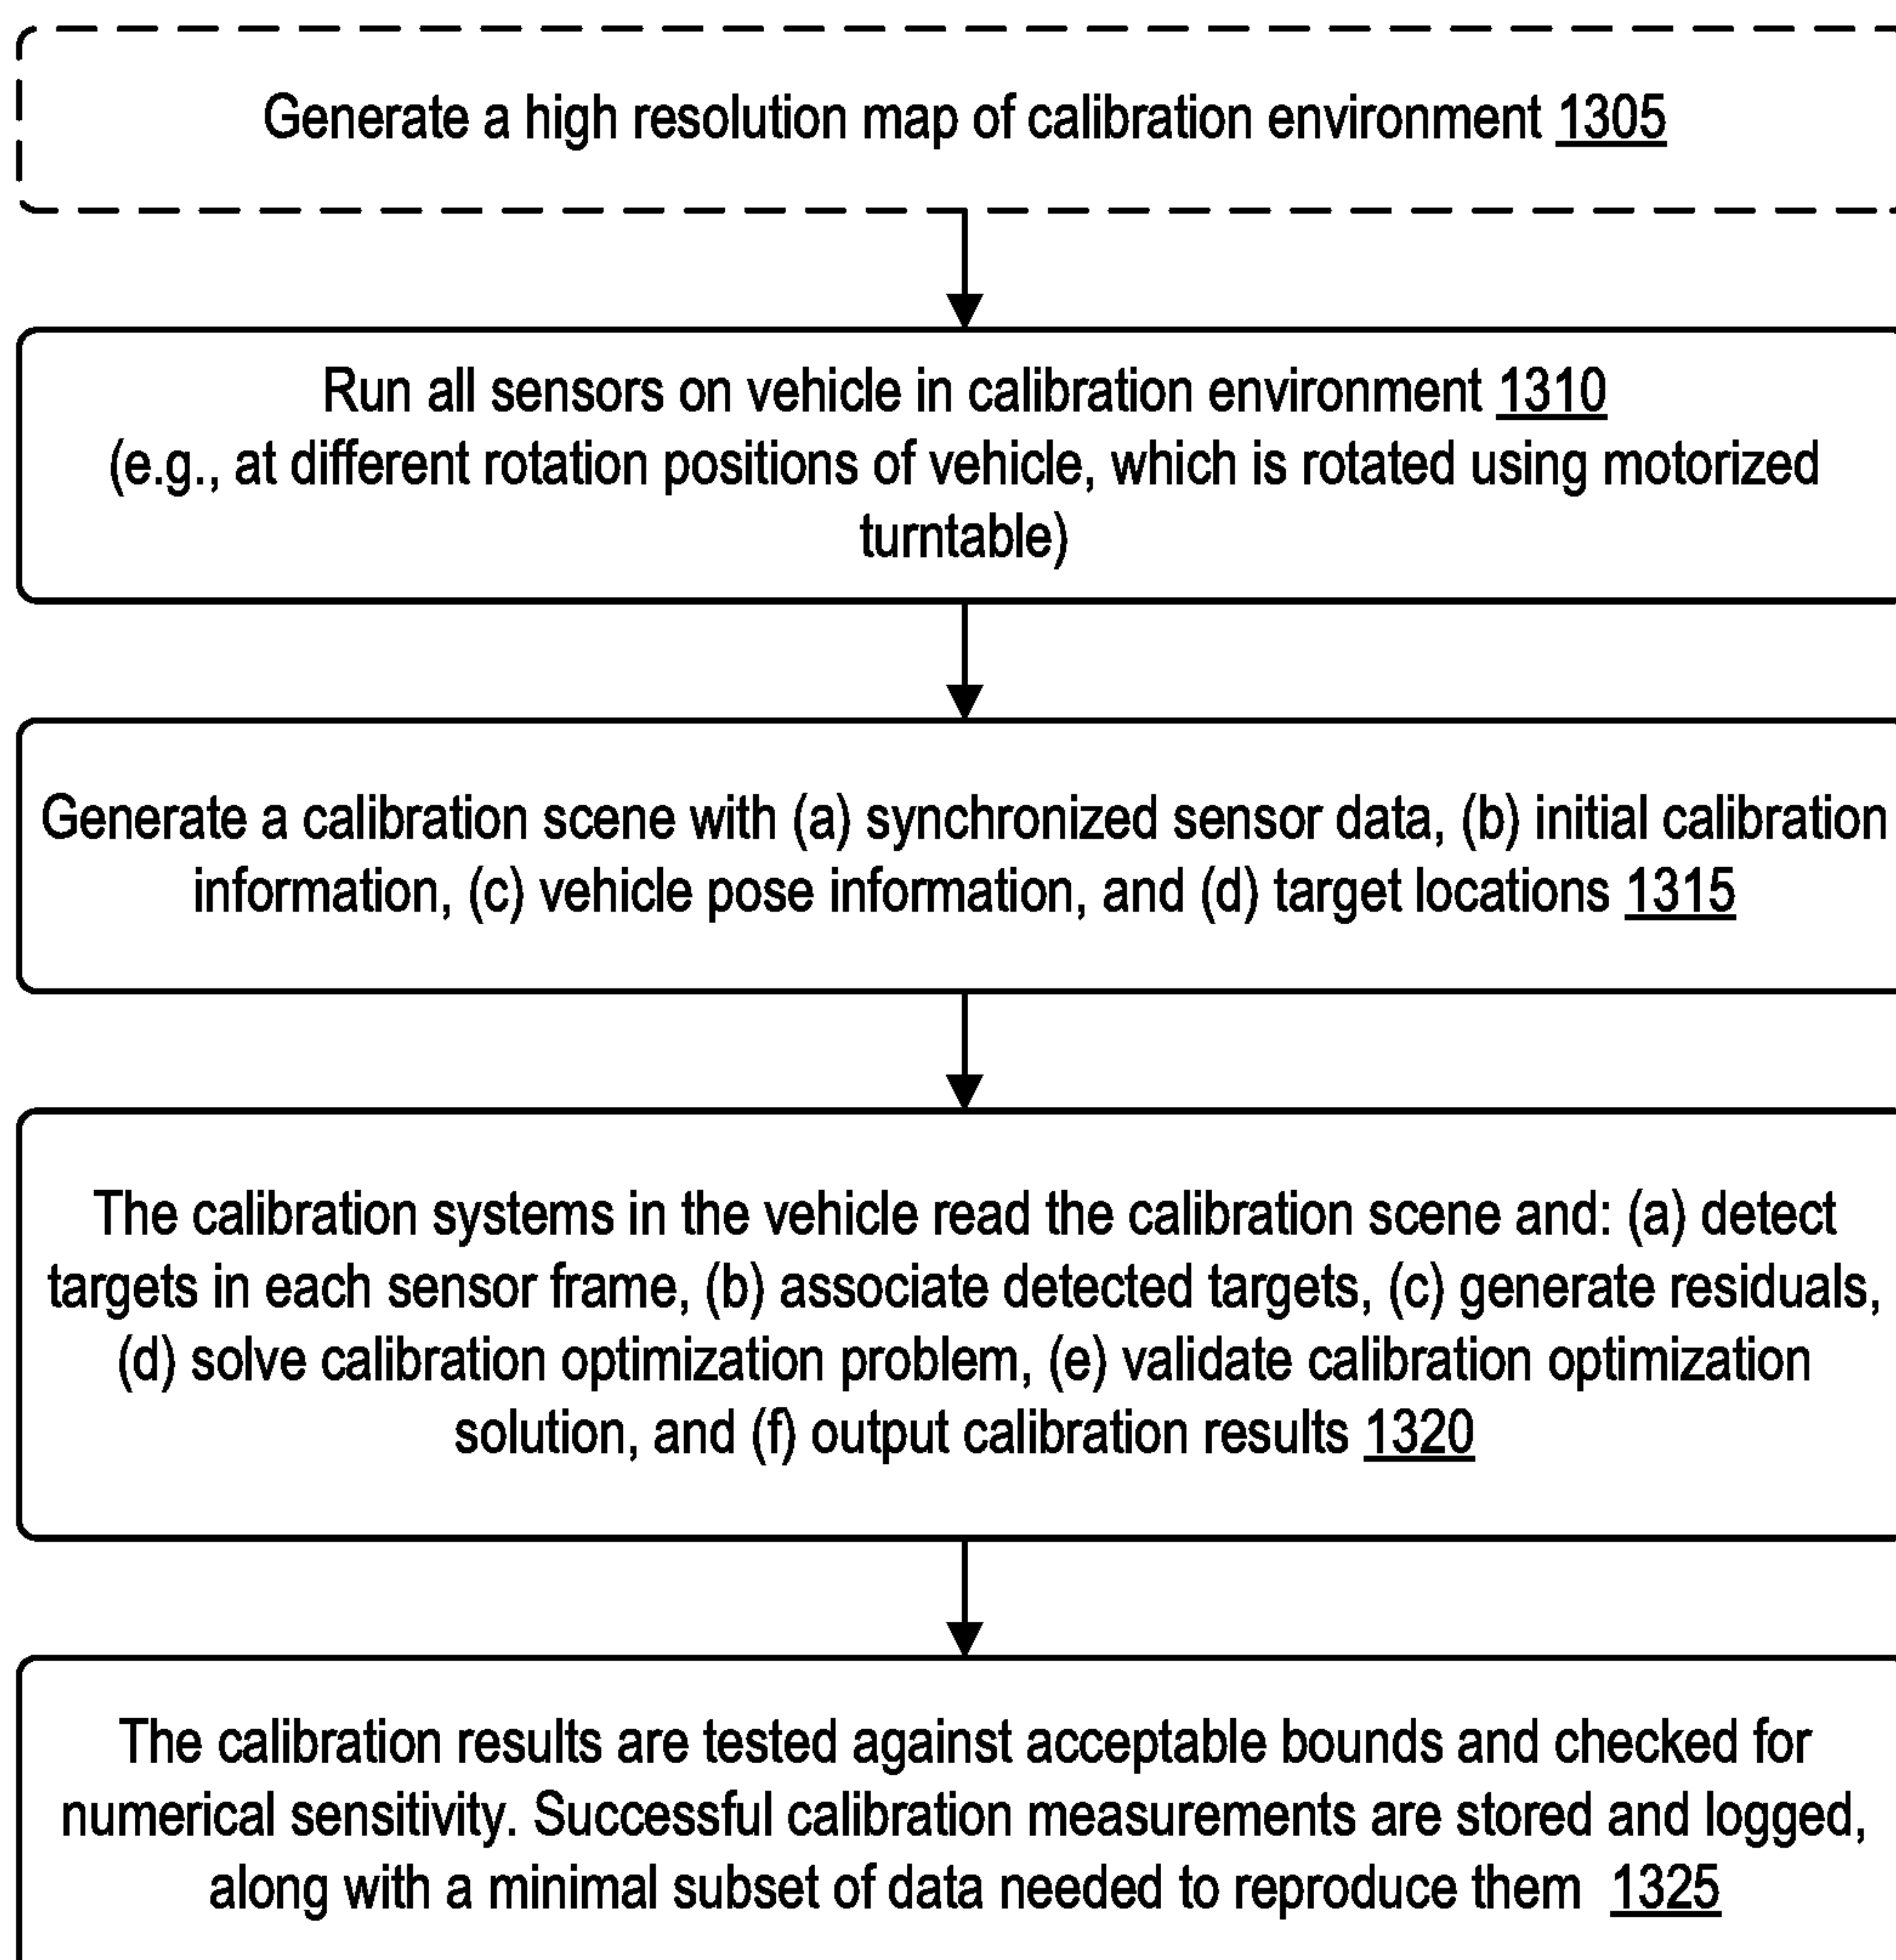 Generate a high resolution map of calibration environment 1305
Run all sensors on vehicle in calibration environment 1310
(e.g., at different rotation positions of vehicle, which is rotated using motorized
turntable)
Generate a calibration scene with (a) synchronized sensor data, (b) initial calibration
information, (c) vehicle pose information, and (d) target locations 1315
The calibration systems in the vehicle read the calibration scene and: (a) detect
targets in each sensor frame, (b) associate detected targets, (c) generate residuals,
(d) solve calibration optimization problem, (e) validate calibration optimization
solution, and (f) output calibration results 1320
The calibration results are tested against acceptable bounds and checked for
numerical sensitivity. Successful calibration measurements are stored and logged,
along with a minimal subset of data needed to reproduce them 1325